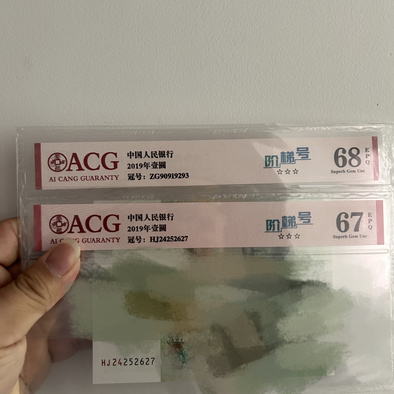 ACG
AI CANG GUARANTY
中国人民银行
2019年壹圆
冠号：ZG90919293
阶梯号
☆☆☆
68
EPQ
Superb Gem Unc
ACG
AI CANG GUARANTY
中国人民银行
2019年壹圆
冠号：HJ24252627
阶梯号
☆☆☆
67
EPQ
Superb Gem Unc
HJ24252627